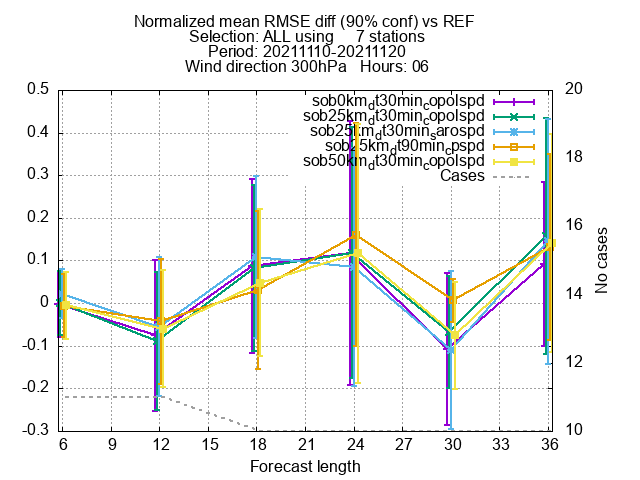 Normalized mean RMSE diff (90% conf) vs REF
Selection: ALL using 7 stations
Period: 20211110-20211120
Wind direction 300hPa Hours: 06
0.5
0.4
0.3
0.2
0.1
0
-0.1
-0.2
-0.3
20
18
16
14
12
10
No cases
sob0km_dt30min_copolspd
sob25km_dt30min_copolspd
sob25km_dt30min_sarospd
sob25km_dt90min_cpspd
sob50km_dt30min_copolspd
Cases
6 9 12 15 18 21 24 27 30 33 36
Forecast length